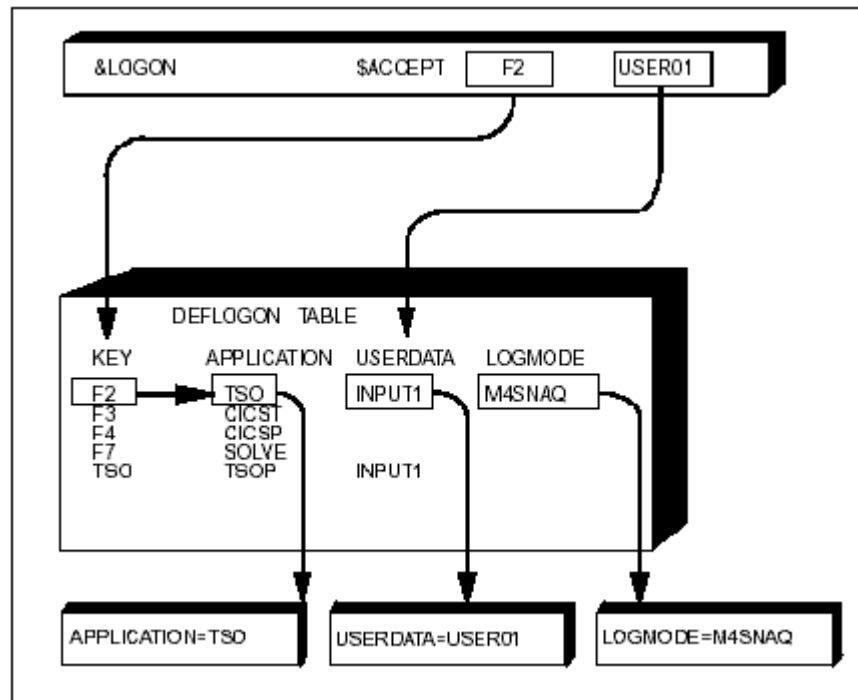 &LOGON $ACCEPT F2 USER01
DEFLOGON TABLE
KEY APPLICATION USERDATA LOGMODE
F2 TSO INPUT1 M4SNAQ
F3 CICST
F4 CICSP
F7 SOLVE
TSO TSOP INPUT1
APPLICATION=TSO USERDATA=USER01 LOGMODE=M4SNAQ